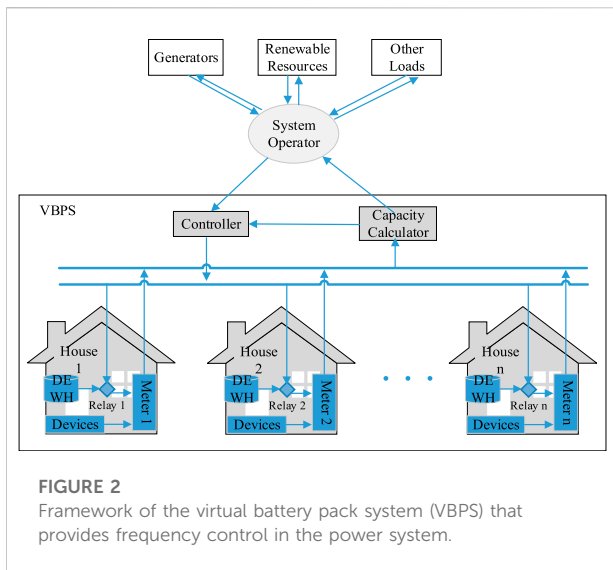 Generators
Renewable
Resources
Other
Loads
System
Operator
VBPS
Controller
Capacity
Calculator
House
1
DE
WH
Relay 1
Meter 1
Devices
House
2
DE
WH
Relay 2
Meter 2
Devices
. . .
House
n
DE
WH
Relay n
Meter n
Devices
FIGURE 2
Framework of the virtual battery pack system (VBPS) that
provides frequency control in the power system.